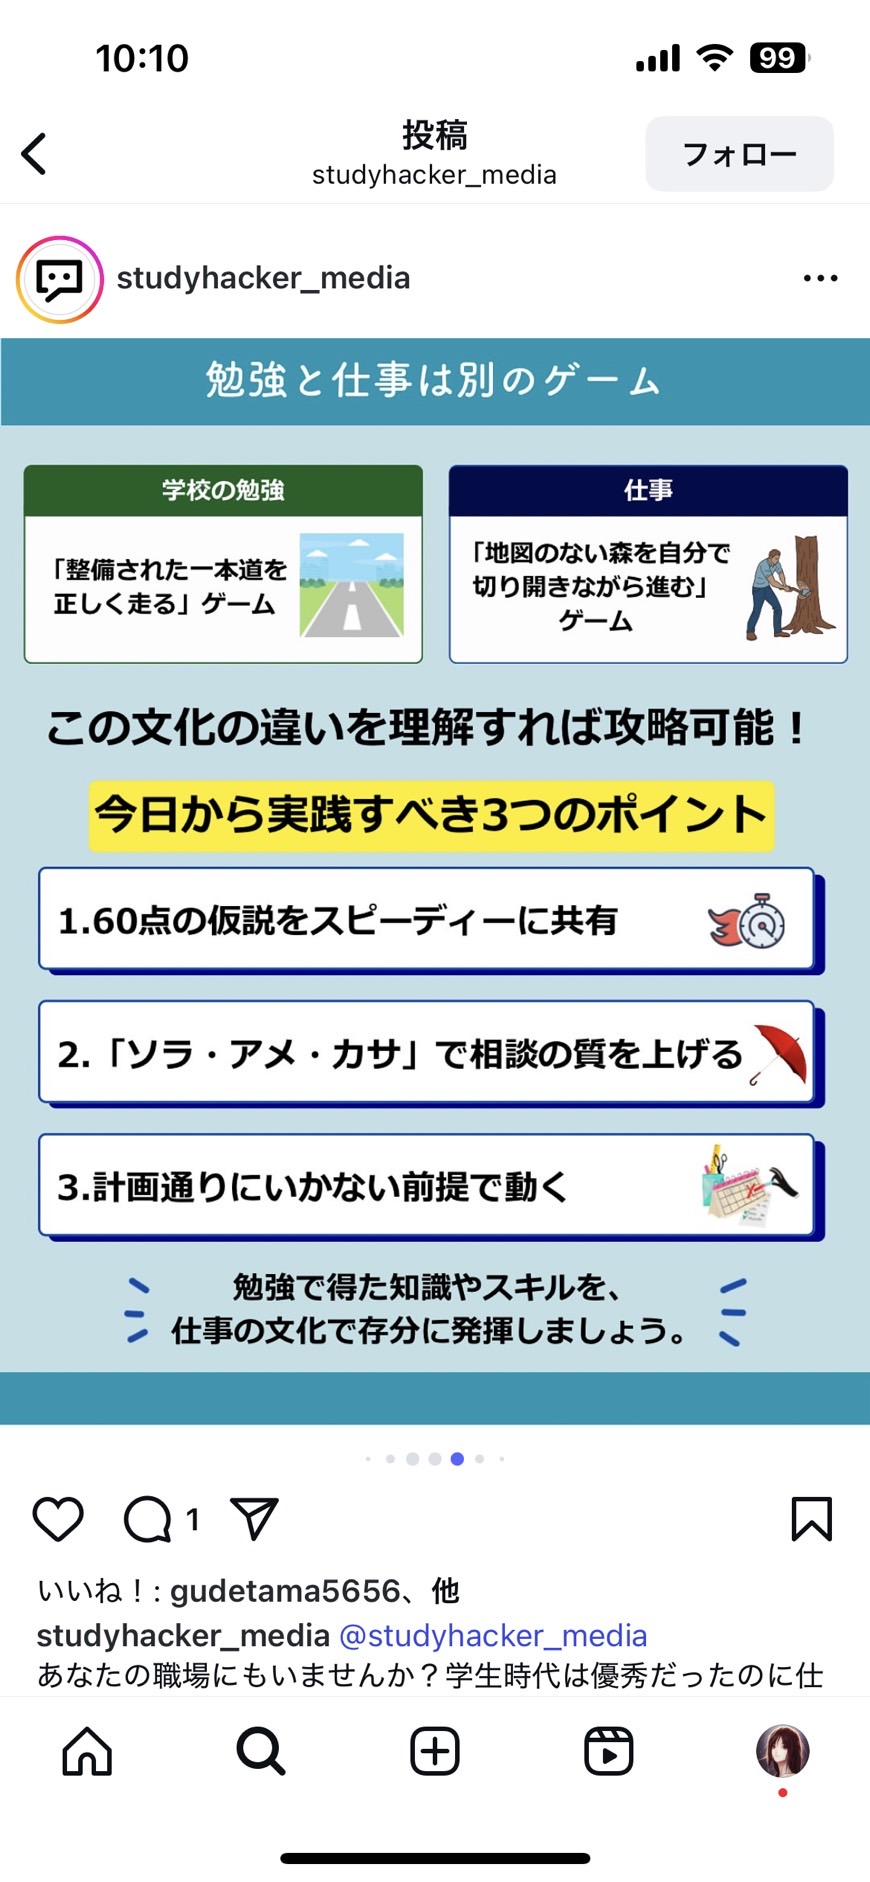 10:10
99
投稿
studyhacker_media
フォロー
studyhacker_media
勉強と仕事は別のゲーム
学校の勉強
「整備された一本道を
正しく走る」ゲーム
仕事
「地図のない森を自分で
切り開きながら進む」
ゲーム
この文化の違いを理解すれば攻略可能！
今日から実践すべき3つのポイント
1.60点の仮説をスピーディーに共有
2.「ソラ・アメ・カサ」で相談の質を上げる
3.計画通りにいかない前提で動く
勉強で得た知識やスキルを、
仕事の文化で存分に発揮しましょう。
1
いいね！: gudetama5656、他
studyhacker_media @studyhacker_media
あなたの職場にもいませんか？学生時代は優秀だったのに仕